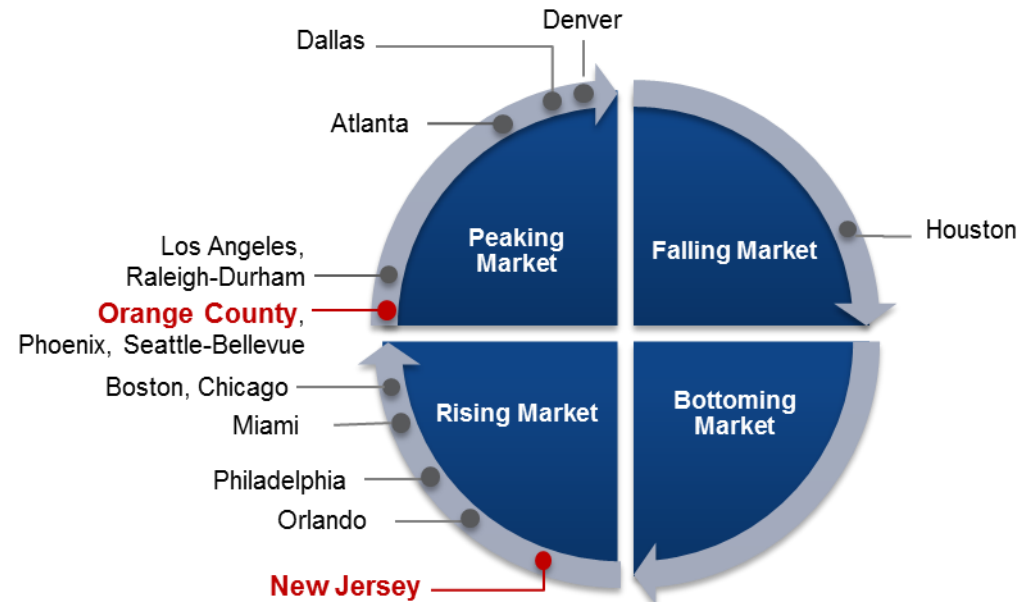 Denver
Dallas
Atlanta
Los Angeles,
Raleigh-Durham
Orange County,
Phoenix, Seattle-Bellevue
Boston, Chicago
Miami
Philadelphia
Orlando
New Jersey
Houston
Peaking
Market
Falling Market
Rising Market
Bottoming
Market